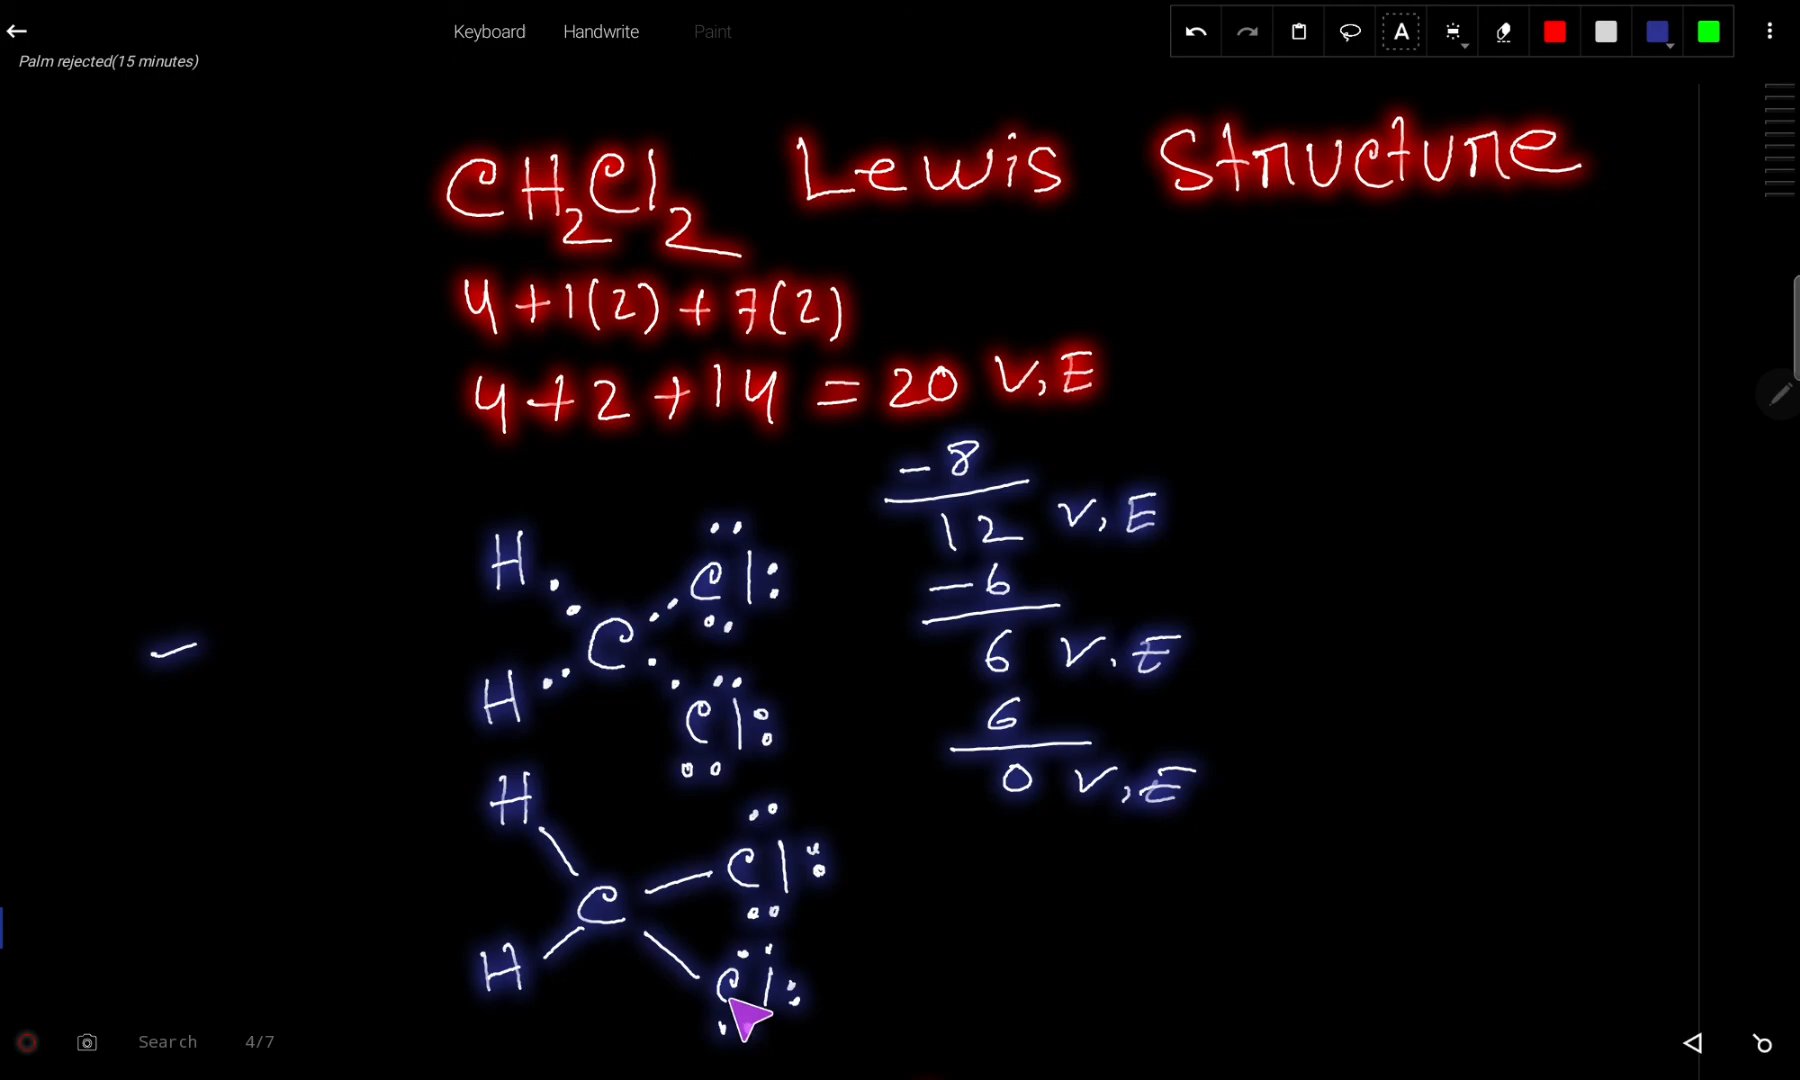 Keyboard Handwrite Paint
Palm rejected(15 minutes)
A
CH2Cl2 Lewis Structure
4+1(2)+7(2)
4+2+14=20 V,E
-8
12 V,E
-6
6 V.E
6
0 V,E
H Cl
C
H Cl
H
Cl
C
H Cl
Search 4/7